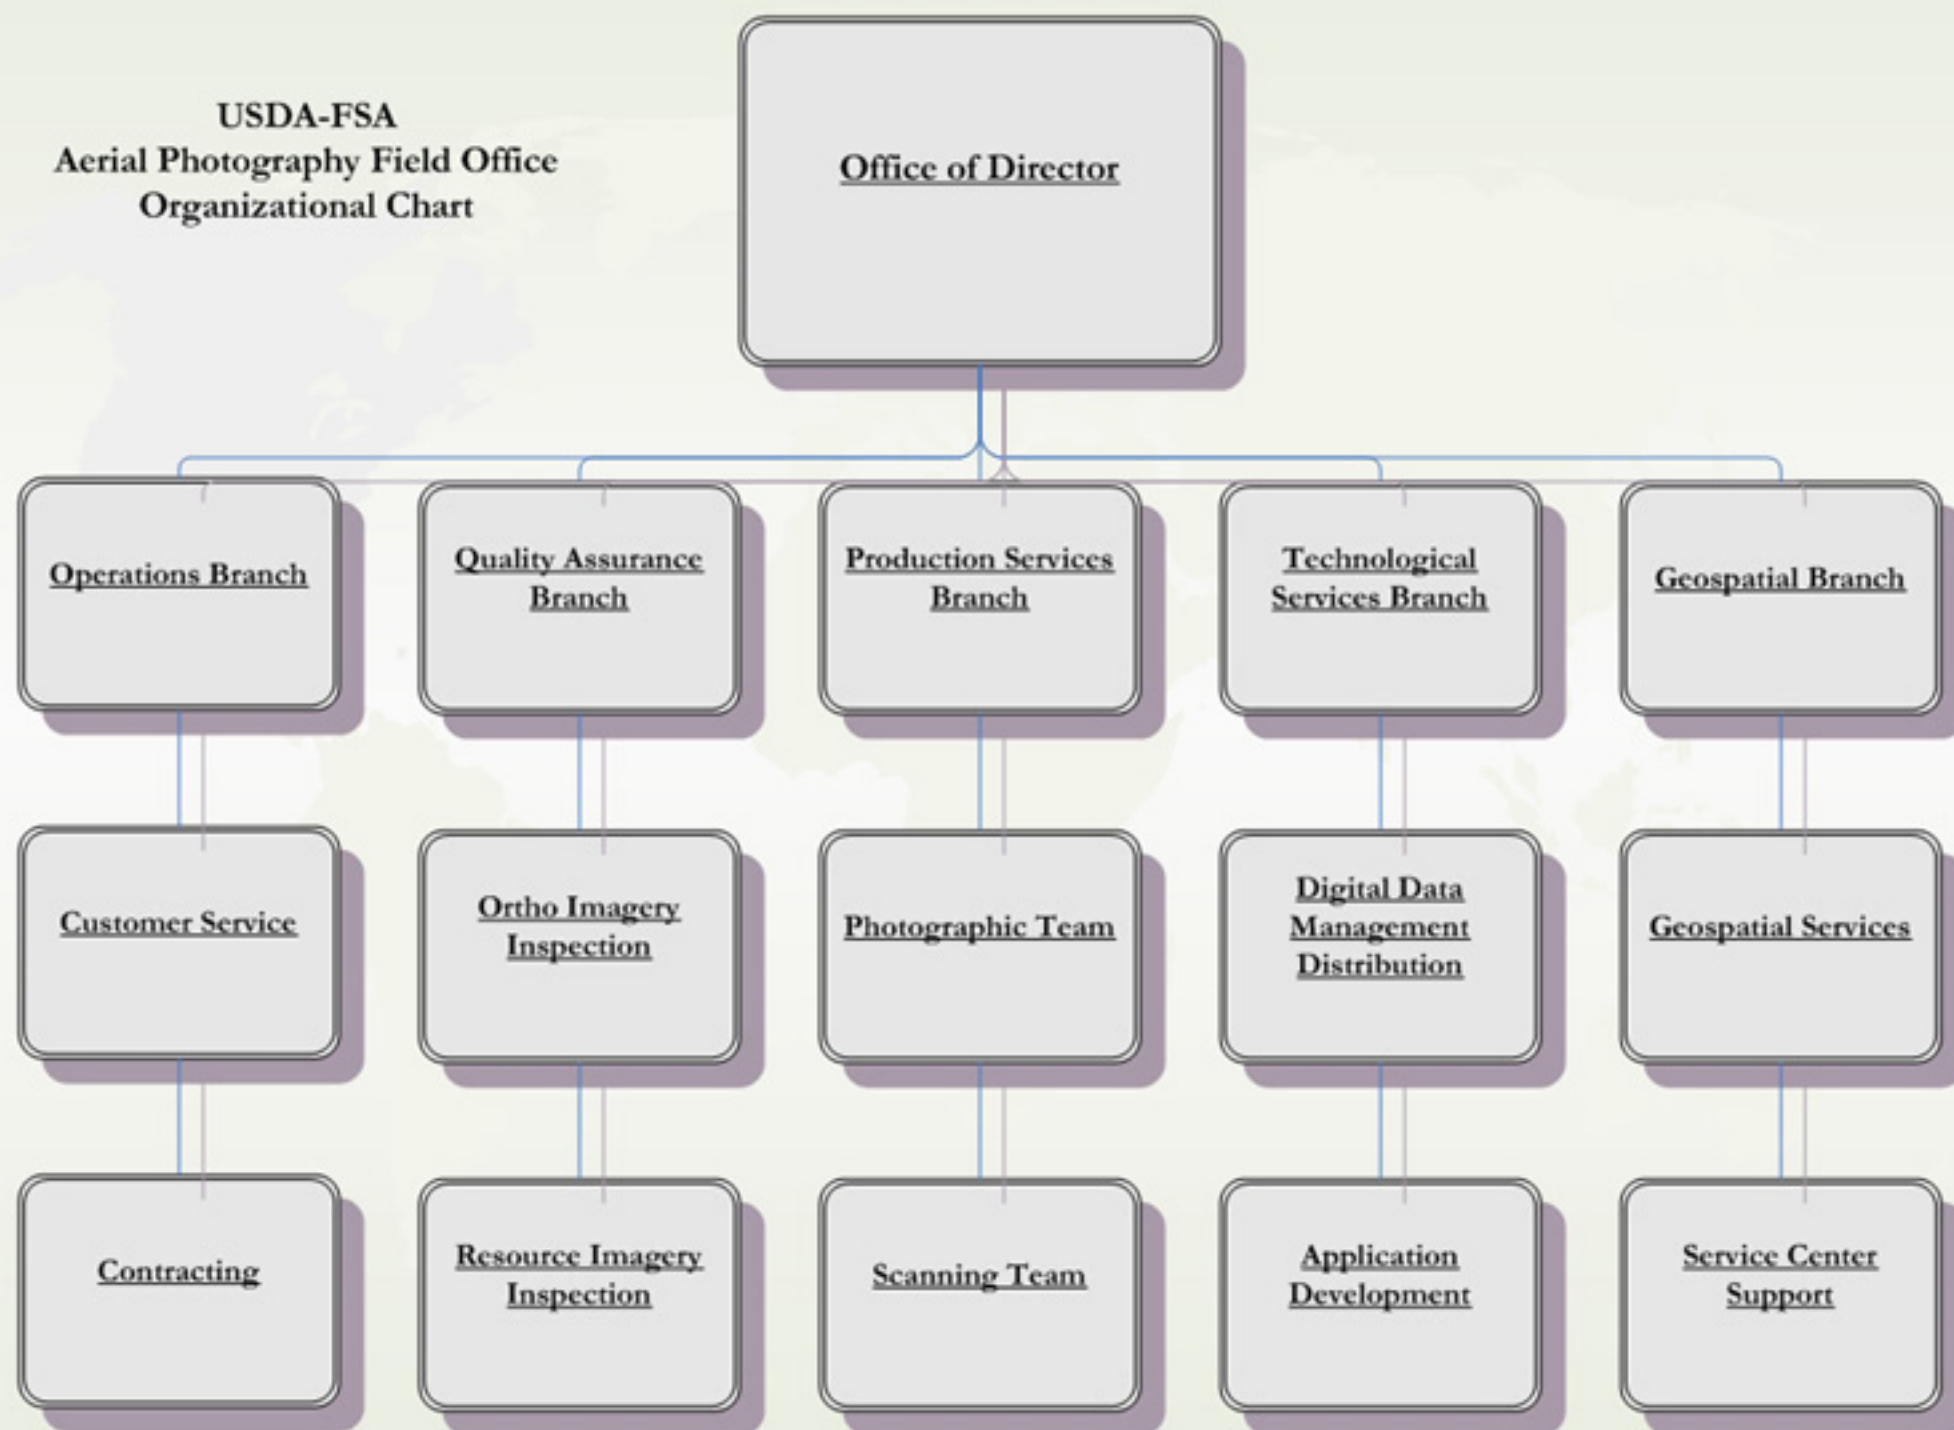 USDA-FSA
Aerial Photography Field Office
Organizational Chart
Office of Director
Operations Branch
Quality Assurance
Branch
Production Services
Branch
Technological
Services Branch
Geospatial Branch
Customer Service
Ortho Imagery
Inspection
Photographic Team
Digital Data
Management
Distribution
Geospatial Services
Contracting
Resource Imagery
Inspection
Scanning Team
Application
Development
Service Center
Support